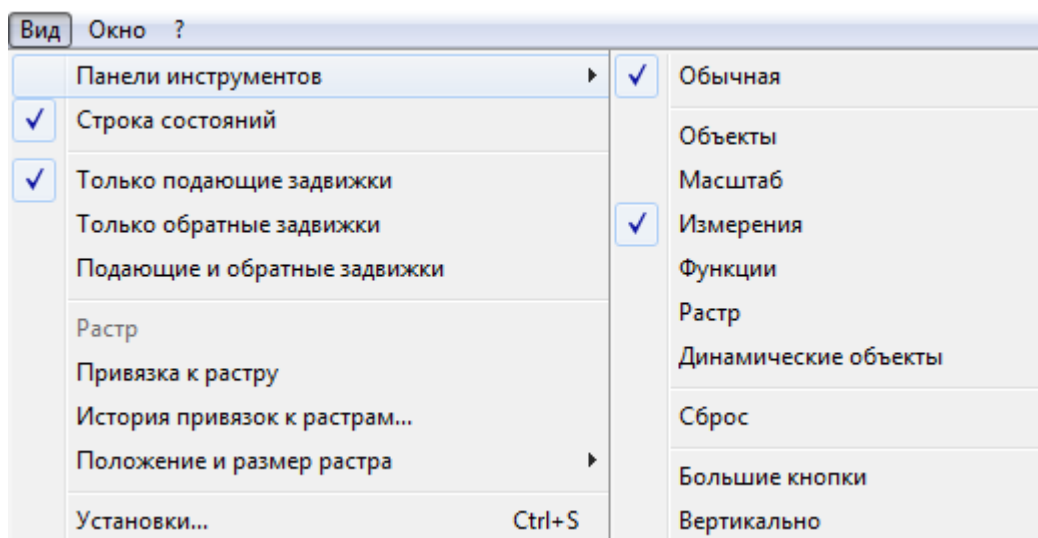 Вид Окно ?
Панели инструментов
Строка состояний
Только подающие задвижки
Только обратные задвижки
Подающие и обратные задвижки
Растр
Привязка к растру
История привязок к растрам...
Положение и размер растра
Установки... Ctrl+S
Обычная
Объекты
Масштаб
Измерения
Функции
Растр
Динамические объекты
Сброс
Большие кнопки
Вертикально